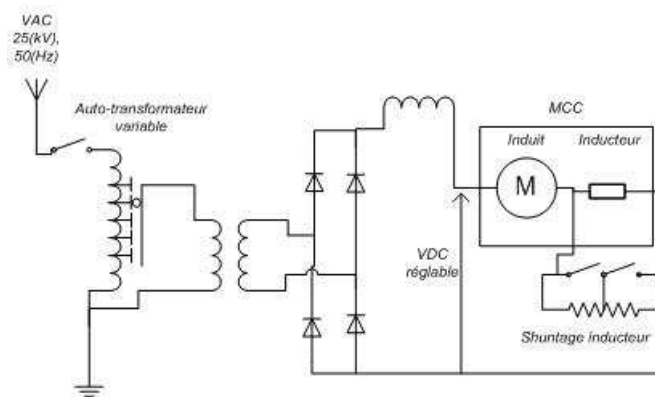 VAC
25(kV),
50(Hz)
Auto-transformateur
variable
MCC
Induit
Inducteur
M
VDC
réglable
Shuntage inducteur